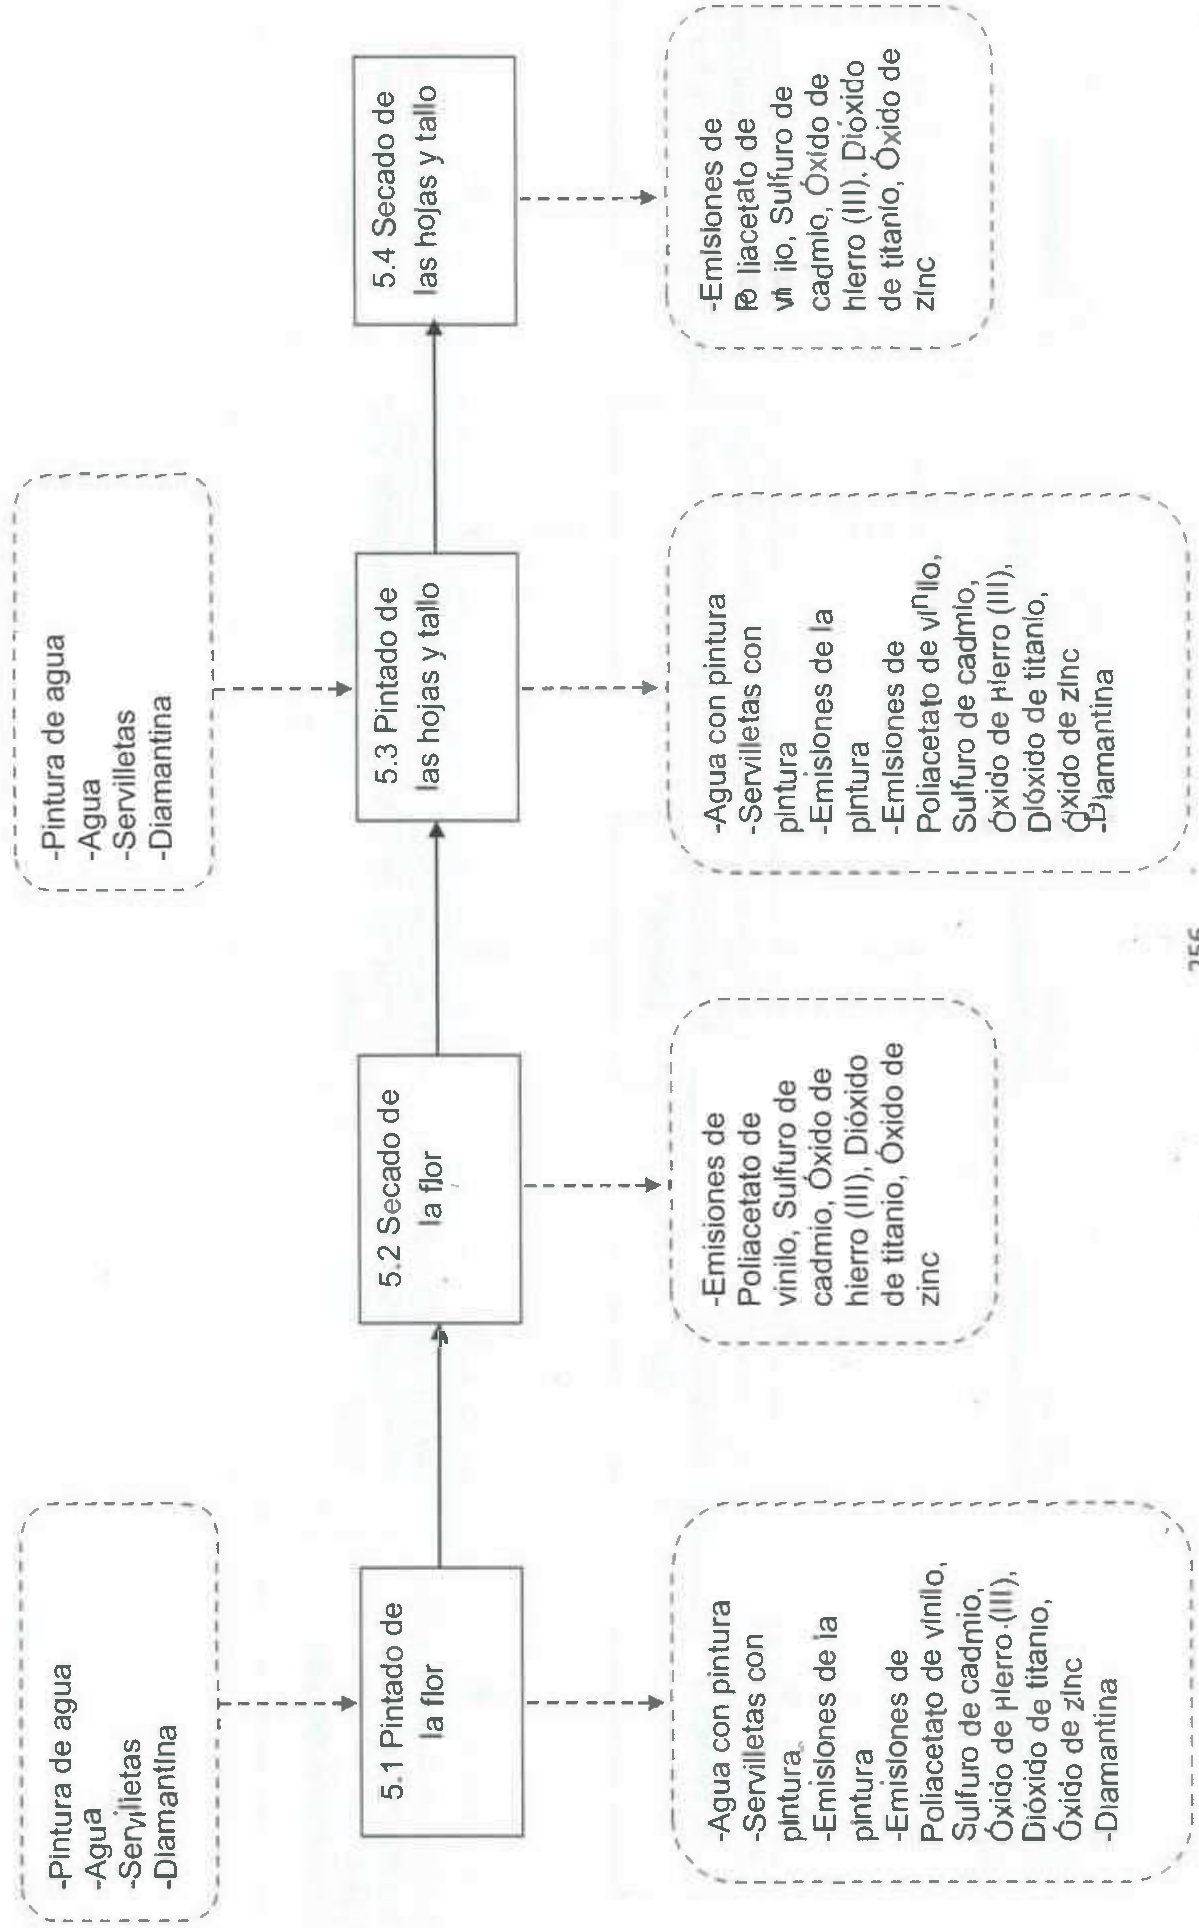 -Pintura de agua
-Agua
-Servilletas
-Diamantina
5.1 Pintado de
la flor
-Agua con pintura
-Servilletas con
pintura
-Emisiones de la
pintura
-Emisiones de
Poliacetato de vinilo,
Sulfuro de cadmio,
Óxido de hierro (III),
Dióxido de titanio,
Óxido de zinc
-Diamantina
5.2 Secado de
la flor
-Emisiones de
Poliacetato de
vinilo, Sulfuro de
cadmio, Óxido de
hierro (III), Dióxido
de titanio, Óxido de
zinc
-Pintura de agua
-Agua
-Servilletas
-Diamantina
5.3 Pintado de
las hojas y tallo
-Agua con pintura
-Servilletas con
pintura
-Emisiones de la
pintura
-Emisiones de
Poliacetato de vinilo,
Sulfuro de cadmio,
Óxido de hierro (III),
Dióxido de titanio,
Óxido de zinc
-Diamantina
5.4 Secado de
las hojas y tallo
-Emisiones de
Poliacetato de
vinilo, Sulfuro de
cadmio, Óxido de
hierro (III), Dióxido
de titanio, Óxido de
zinc